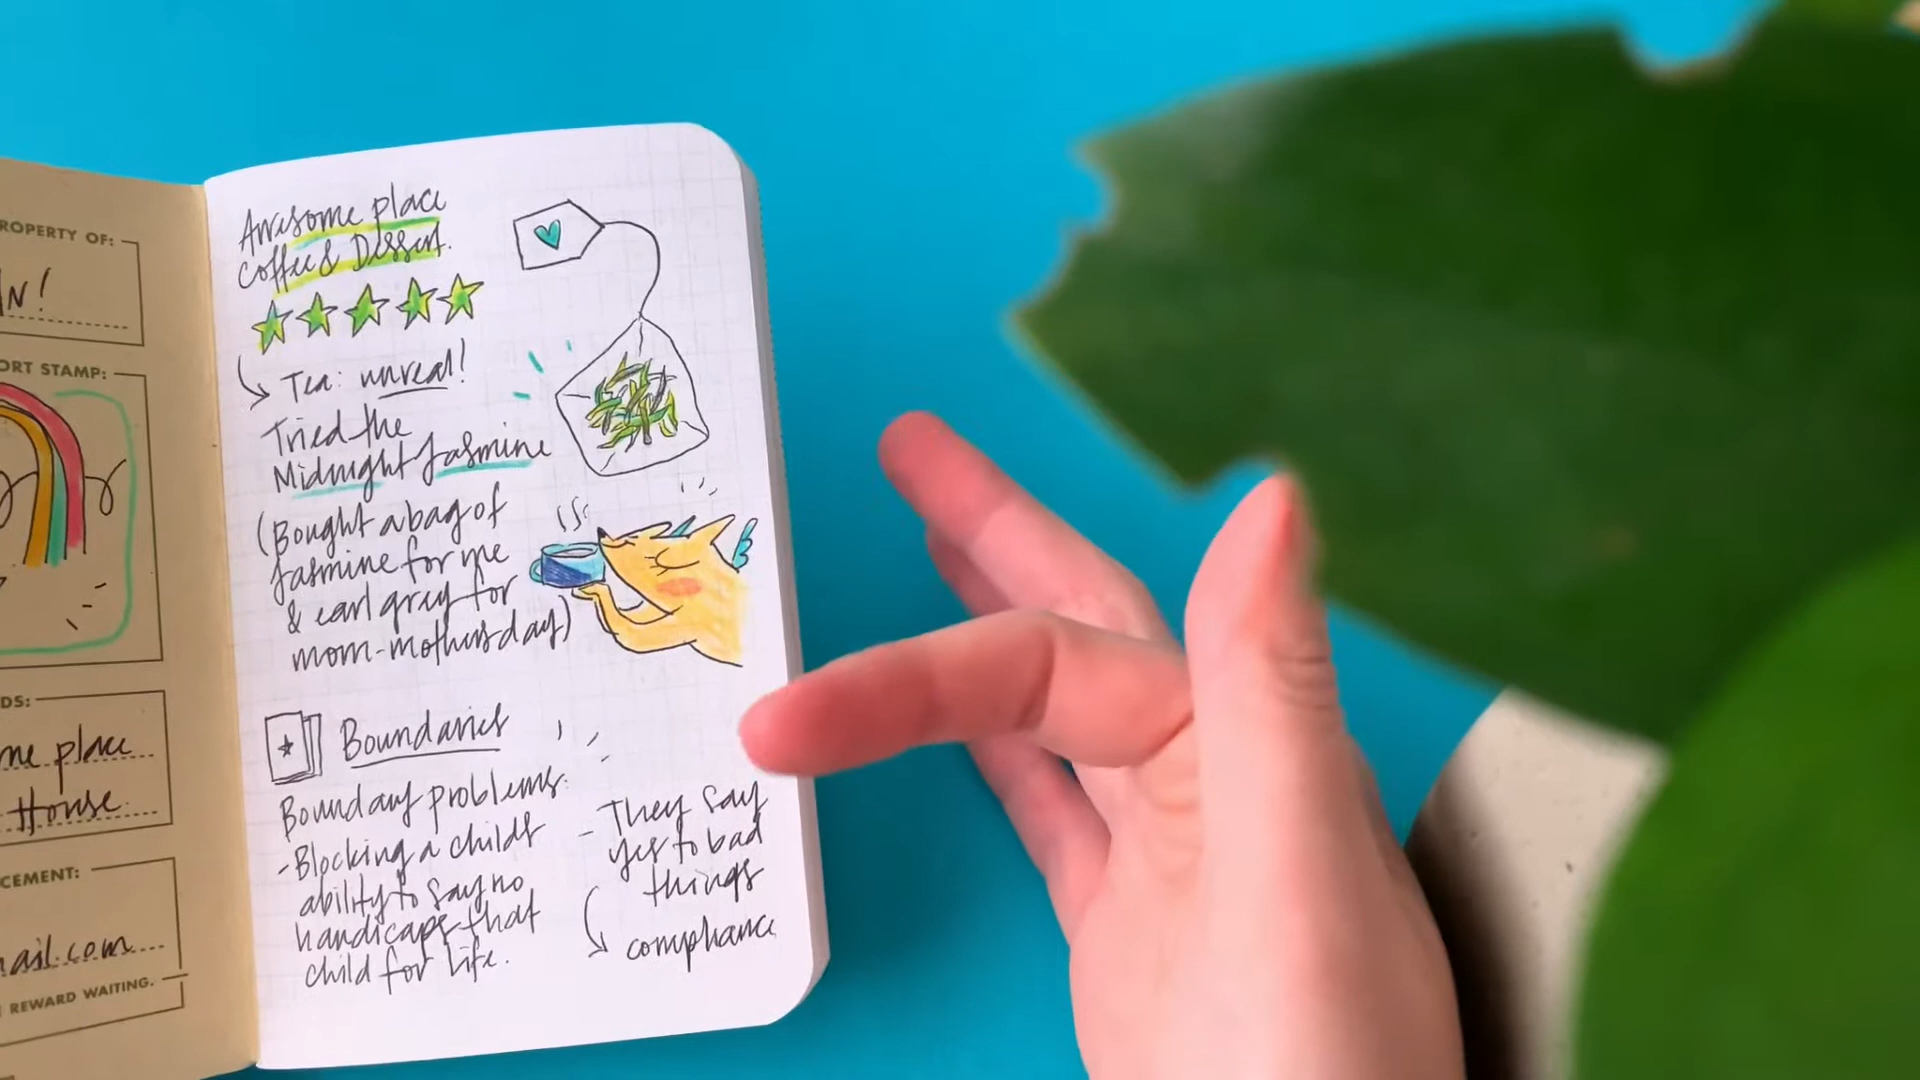 ROPERTY OF:
N!
ORT STAMP:
DS:
me place
House
CEMENT:
mail.com
REWARD WAITING.
Awesome place
Coffee & Dessert.
Tea: unreal!
Tried the
Midnight Jasmine
(Bought a bag of
Jasmine for me
& earl grey for
mom-mothers day)
Boundaries
Boundary problems:
-Blocking a childs
ability to say no
handicaps that
child for life.
- They say
yes to bad
things
compliance